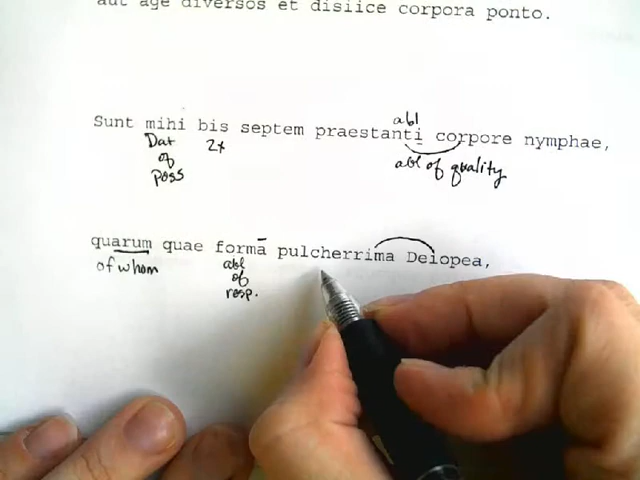 aut age diversos et disiice corpora ponto.
abl
Sunt mihi bis septem praestanti corpore nymphae,
Dat 2x abl of quality
of
poss
quarum quae formā pulcherrima Deiopea,
of whom abl
of
resp.